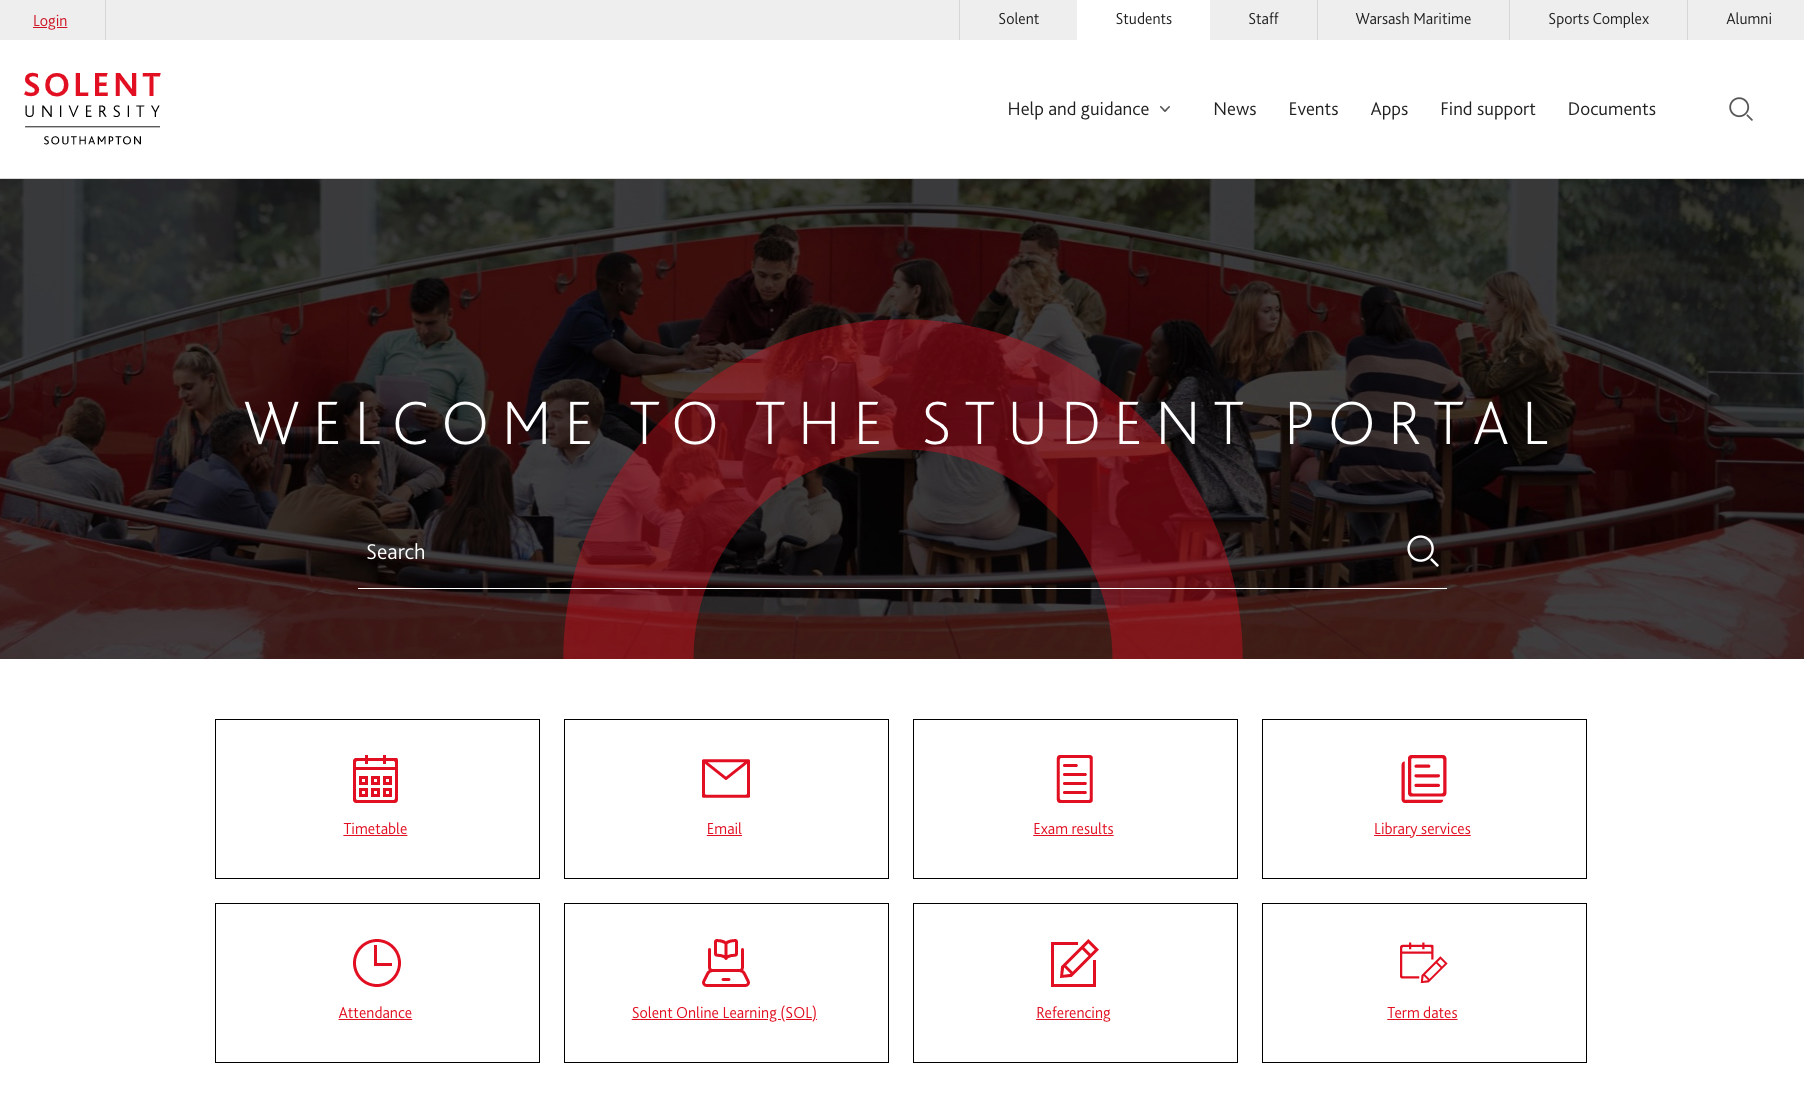 Login
Solent
Students
Staff
Warsash Maritime
Sports Complex
Alumni
SOLENT
UNIVERSITY
SOUTHAMPTON
Help and guidance
News
Events
Apps
Find support
Documents
WELCOME TO THE STUDENT PORTAL
Search
Timetable
Email
Exam results
Library services
Attendance
Solent Online Learning (SOL)
Referencing
Term dates